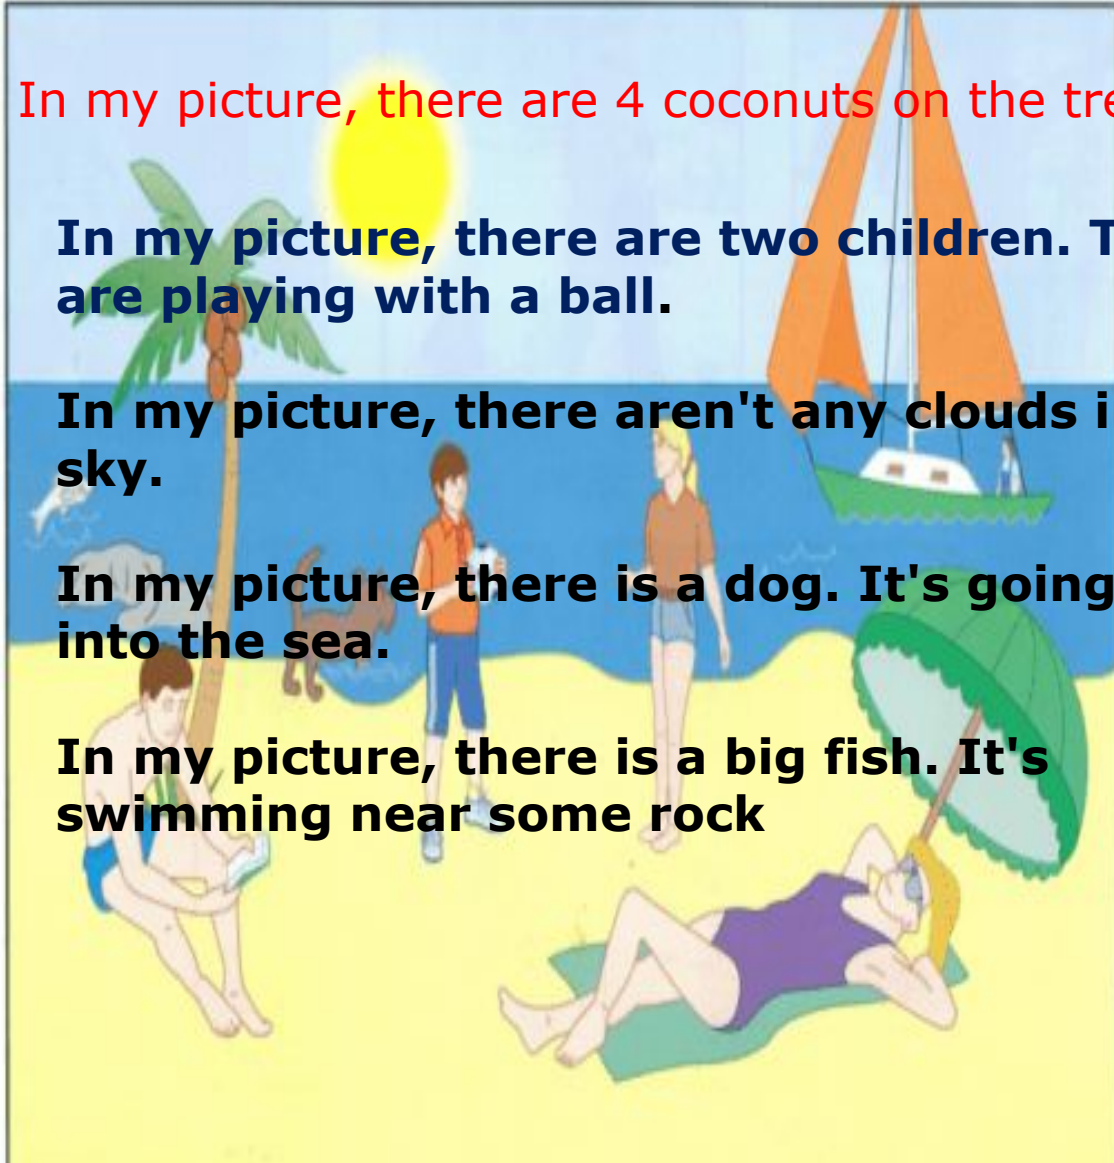 In my picture, there are 4 coconuts on the tre
In my picture, there are two children. T
are playing with a ball.
In my picture, there aren't any clouds i
sky.
In my picture, there is a dog. It's going
into the sea.
In my picture, there is a big fish. It's
swimming near some rock